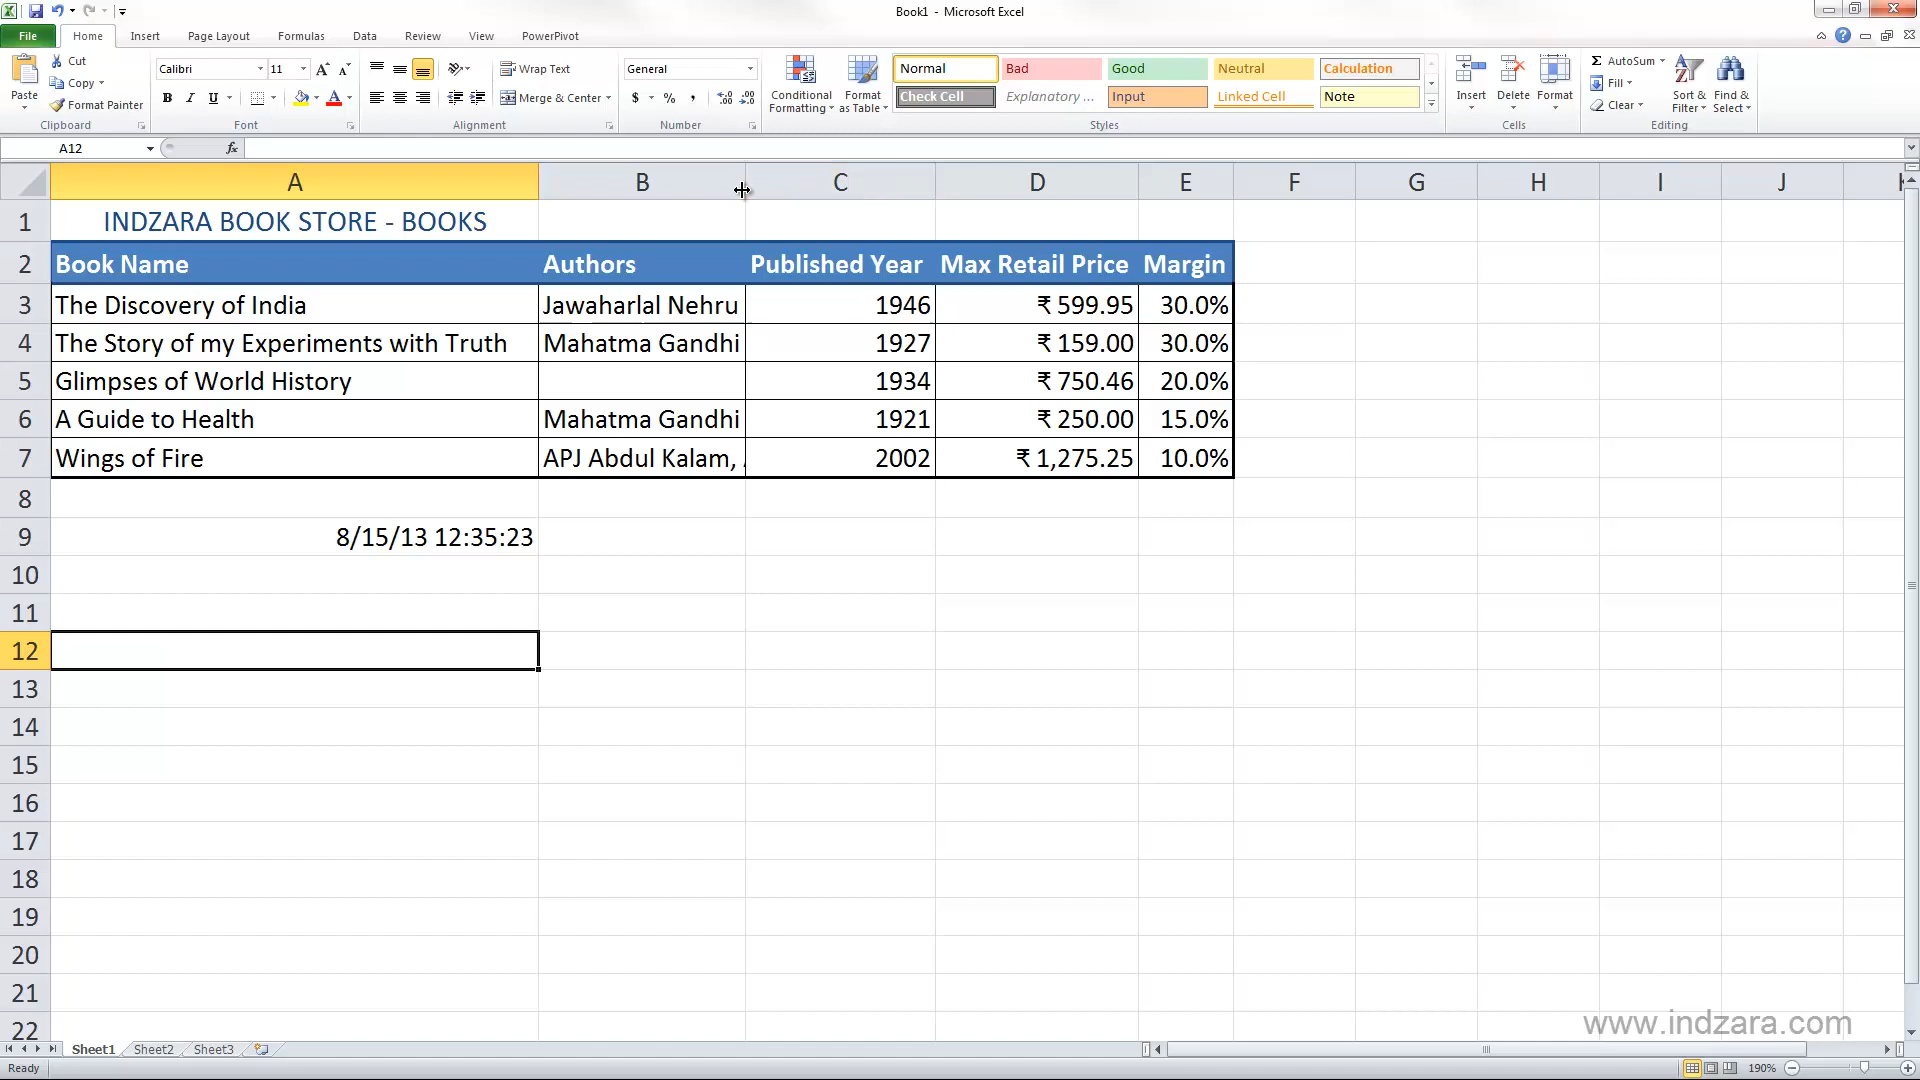 Book1 - Microsoft Excel
File Home Insert Page Layout Formulas Data Review View PowerPivot
Paste
Cut
Copy
Format Painter
Clipboard
Calibri 11
B I U
Font
Wrap Text
Merge & Center
Alignment
General
$ % ,
Number
Conditional Formatting
Format as Table
Normal Bad Good Neutral Calculation
Check Cell Explanatory ... Input Linked Cell Note
Styles
Insert Delete Format
Cells
Σ AutoSum
Fill
Clear
Sort & Filter
Find & Select
Editing
A12 fx
A B C D E F G H I J
1 INDZARA BOOK STORE - BOOKS
2 Book Name Authors Published Year Max Retail Price Margin
3 The Discovery of India Jawaharlal Nehru 1946 ₹ 599.95 30.0%
4 The Story of my Experiments with Truth Mahatma Gandhi 1927 ₹ 159.00 30.0%
5 Glimpses of World History 1934 ₹ 750.46 20.0%
6 A Guide to Health Mahatma Gandhi 1921 ₹ 250.00 15.0%
7 Wings of Fire APJ Abdul Kalam, 2002 ₹ 1,275.25 10.0%
8
9 8/15/13 12:35:23
10
11
12
13
14
15
16
17
18
19
20
21
22
www.indzara.com
Sheet1 Sheet2 Sheet3
Ready 190%